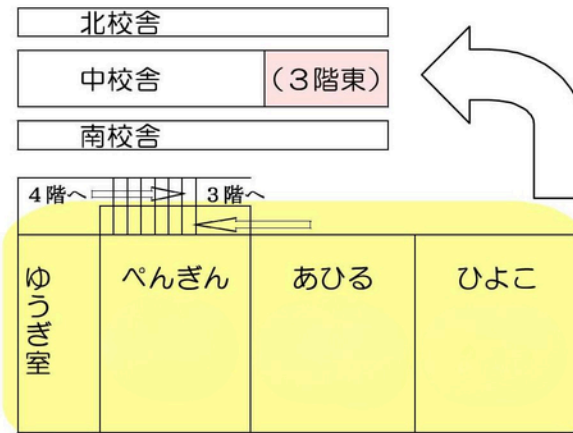 北校舎
中校舎
（３階東）
南校舎
４階へ
３階へ
ゆうぎ室
ぺんぎん
あひる
ひよこ